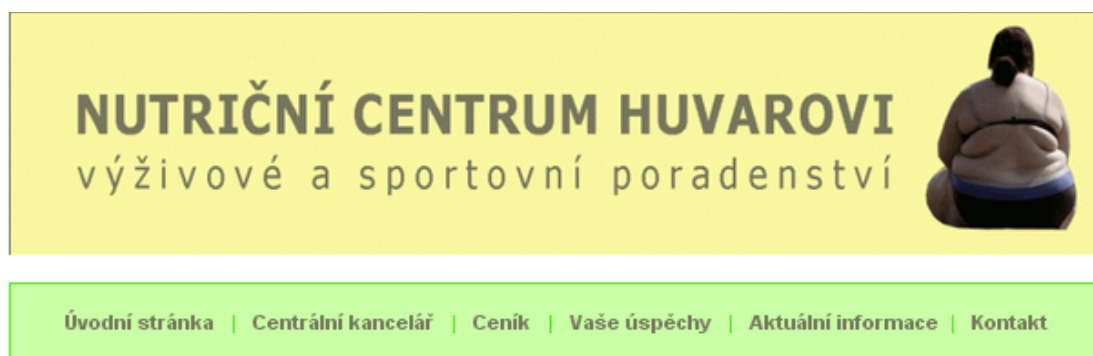 NUTRIČNÍ CENTRUM HUVAROVI
výživové a sportovní poradenství
Úvodní stránka | Centrální kancelář | Ceník | Vaše úspěchy | Aktuální informace | Kontakt